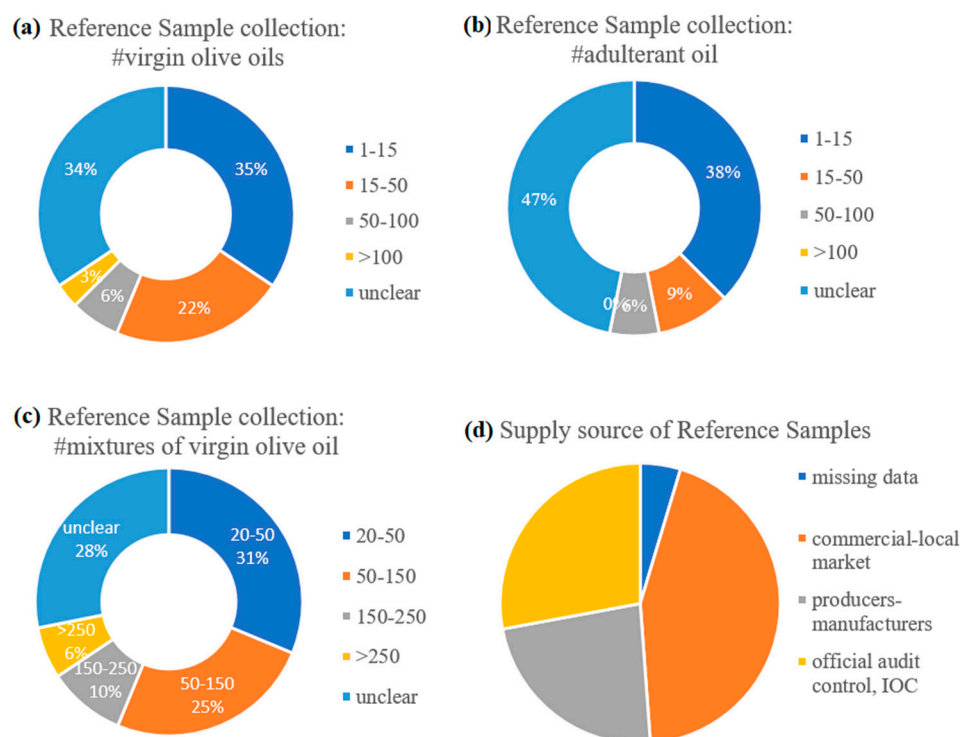 (a) Reference Sample collection:
#virgin olive oils
34%
35%
3%
6%
22%
1-15
15-50
50-100
>100
unclear
(b) Reference Sample collection:
#adulterant oil
47%
38%
0%
6%
9%
1-15
15-50
50-100
>100
unclear
(c) Reference Sample collection:
#mixtures of virgin olive oil
unclear
28%
20-50
31%
>250
6%
150-250
10%
50-150
25%
20-50
50-150
150-250
>250
unclear
(d) Supply source of Reference Samples
missing data
commercial-local
market
producers-
manufacturers
official audit
control, IOC